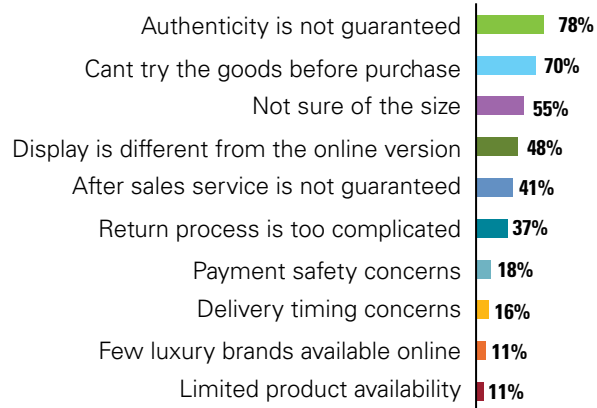 Authenticity is not guaranteed 78%
Cant try the goods before purchase 70%
Not sure of the size 55%
Display is different from the online version 48%
After sales service is not guaranteed 41%
Return process is too complicated 37%
Payment safety concerns 18%
Delivery timing concerns 16%
Few luxury brands available online 11%
Limited product availability 11%